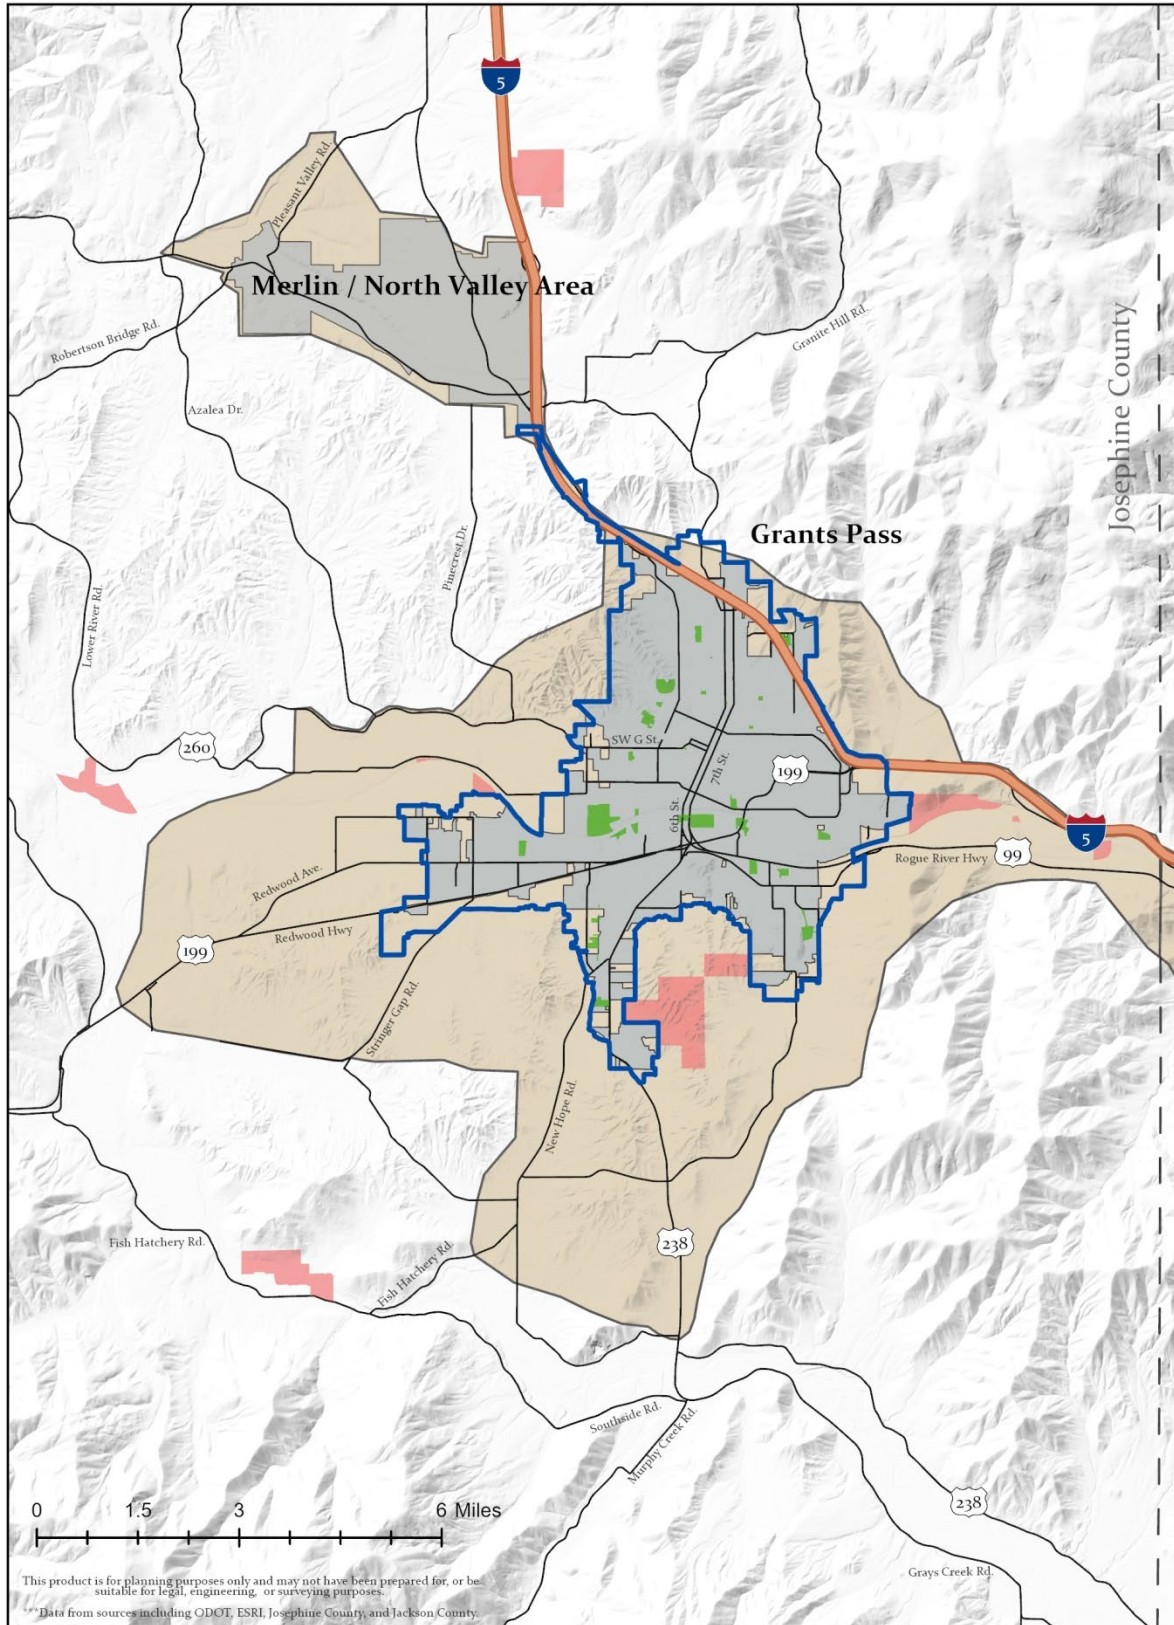 5
Pleasant Valley Rd.
Merlin / North Valley Area
Granite Hill Rd.
Robertson Bridge Rd.
Josephine County
Azalea Dr.
Grants Pass
Pinecrest Dr.
Lower River Rd.
SW G St.
260
7th St.
199
6th St.
5
Rogue River Hwy
99
Redwood Ave.
Redwood Hwy
199
Stringer Gap Rd.
New Hope Rd.
Fish Hatchery Rd.
238
Fish Hatchery Rd.
Southside Rd.
Murphy Creek Rd.
238
0 1.5 3 6 Miles
Grays Creek Rd.
This product is for planning purposes only and may not have been prepared for, or be
suitable for legal, engineering, or surveying purposes.
***Data from sources including ODOT, ESRI, Josephine County, and Jackson County.